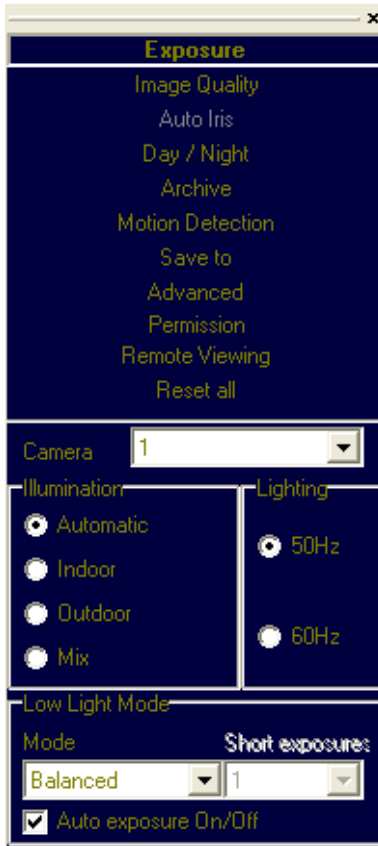 Exposure
Image Quality
Auto Iris
Day / Night
Archive
Motion Detection
Save to
Advanced
Permission
Remote Viewing
Reset all
Camera 1
Illumination Lighting
Automatic
50Hz
Indoor
Outdoor
60Hz
Mix
Low Light Mode
Mode Short exposures
Balanced 1
Auto exposure On/Off